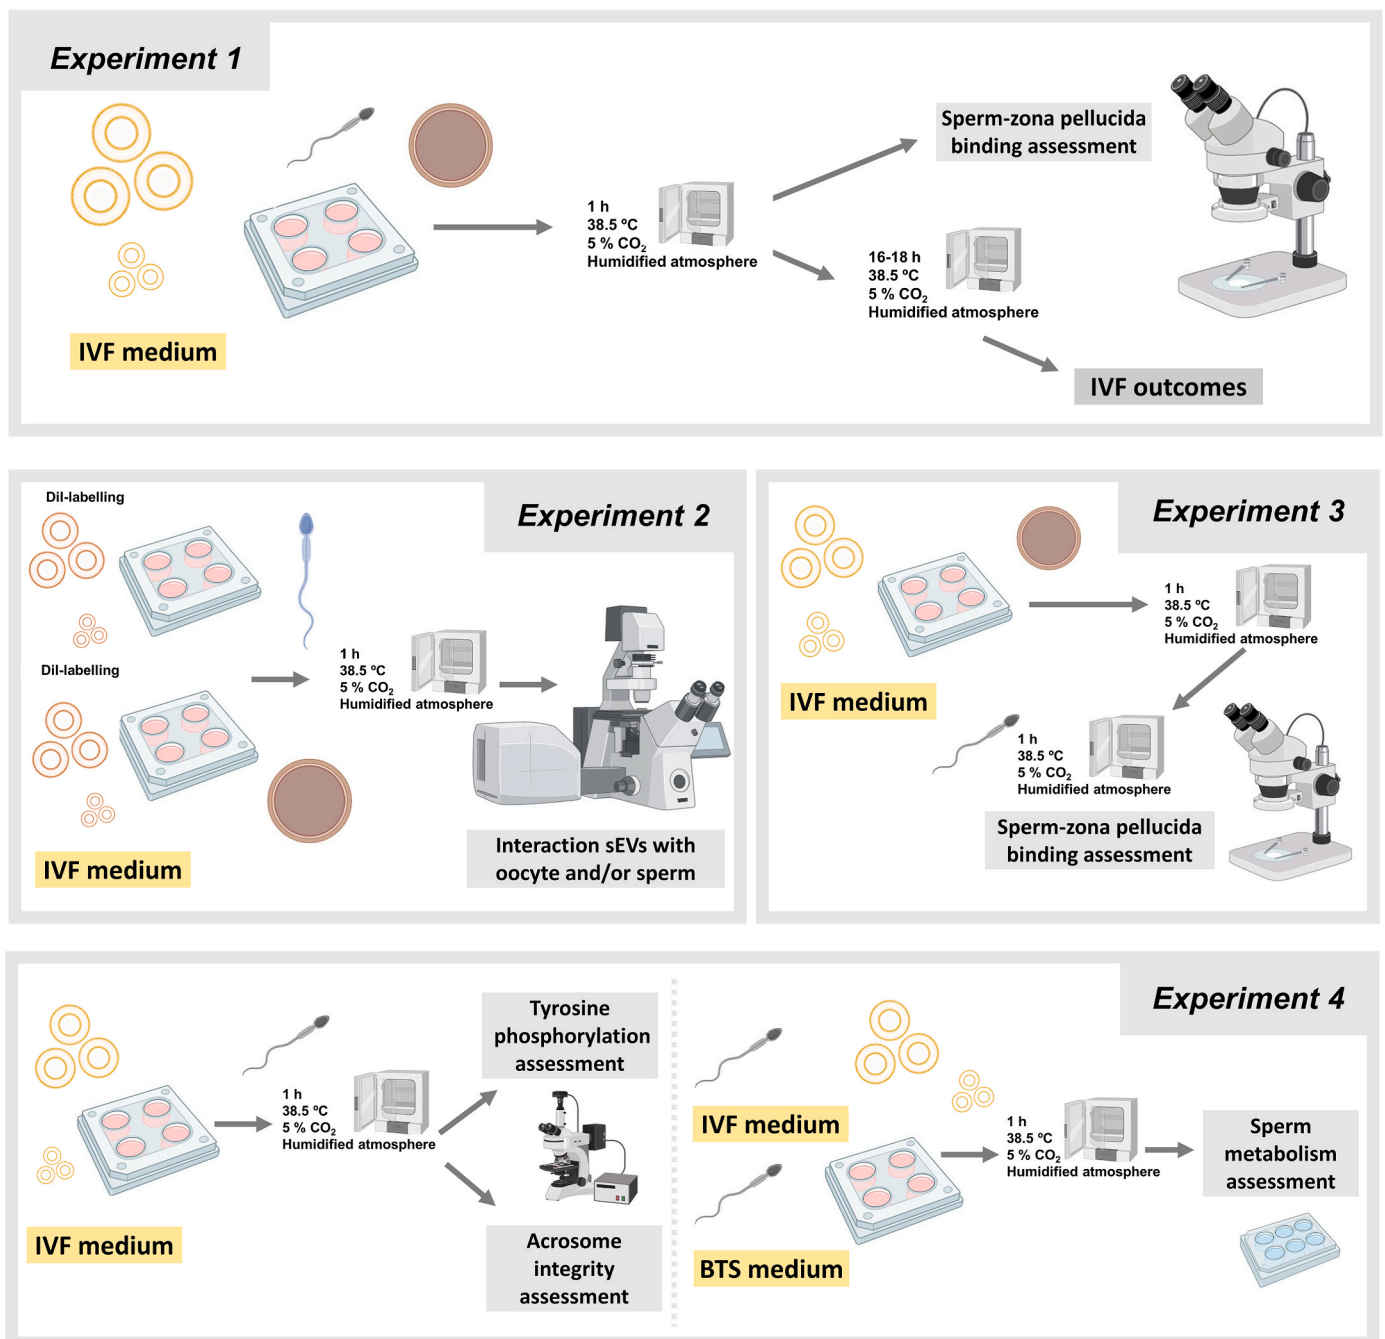 Experiment 1
IVF medium
1 h
38.5 ºC
5 % CO₂
Humidified atmosphere
Sperm-zona pellucida
binding assessment
16-18 h
38.5 ºC
5 % CO₂
Humidified atmosphere
IVF outcomes
Experiment 2
Dil-labelling
Dil-labelling
IVF medium
1 h
38.5 ºC
5 % CO₂
Humidified atmosphere
Interaction sEVs with
oocyte and/or sperm
Experiment 3
IVF medium
1 h
38.5 ºC
5 % CO₂
Humidified atmosphere
1 h
38.5 ºC
5 % CO₂
Humidified atmosphere
Sperm-zona pellucida
binding assessment
Experiment 4
IVF medium
1 h
38.5 ºC
5 % CO₂
Humidified atmosphere
Tyrosine
phosphorylation
assessment
Acrosome
integrity
assessment
IVF medium
BTS medium
1 h
38.5 ºC
5 % CO₂
Humidified atmosphere
Sperm
metabolism
assessment